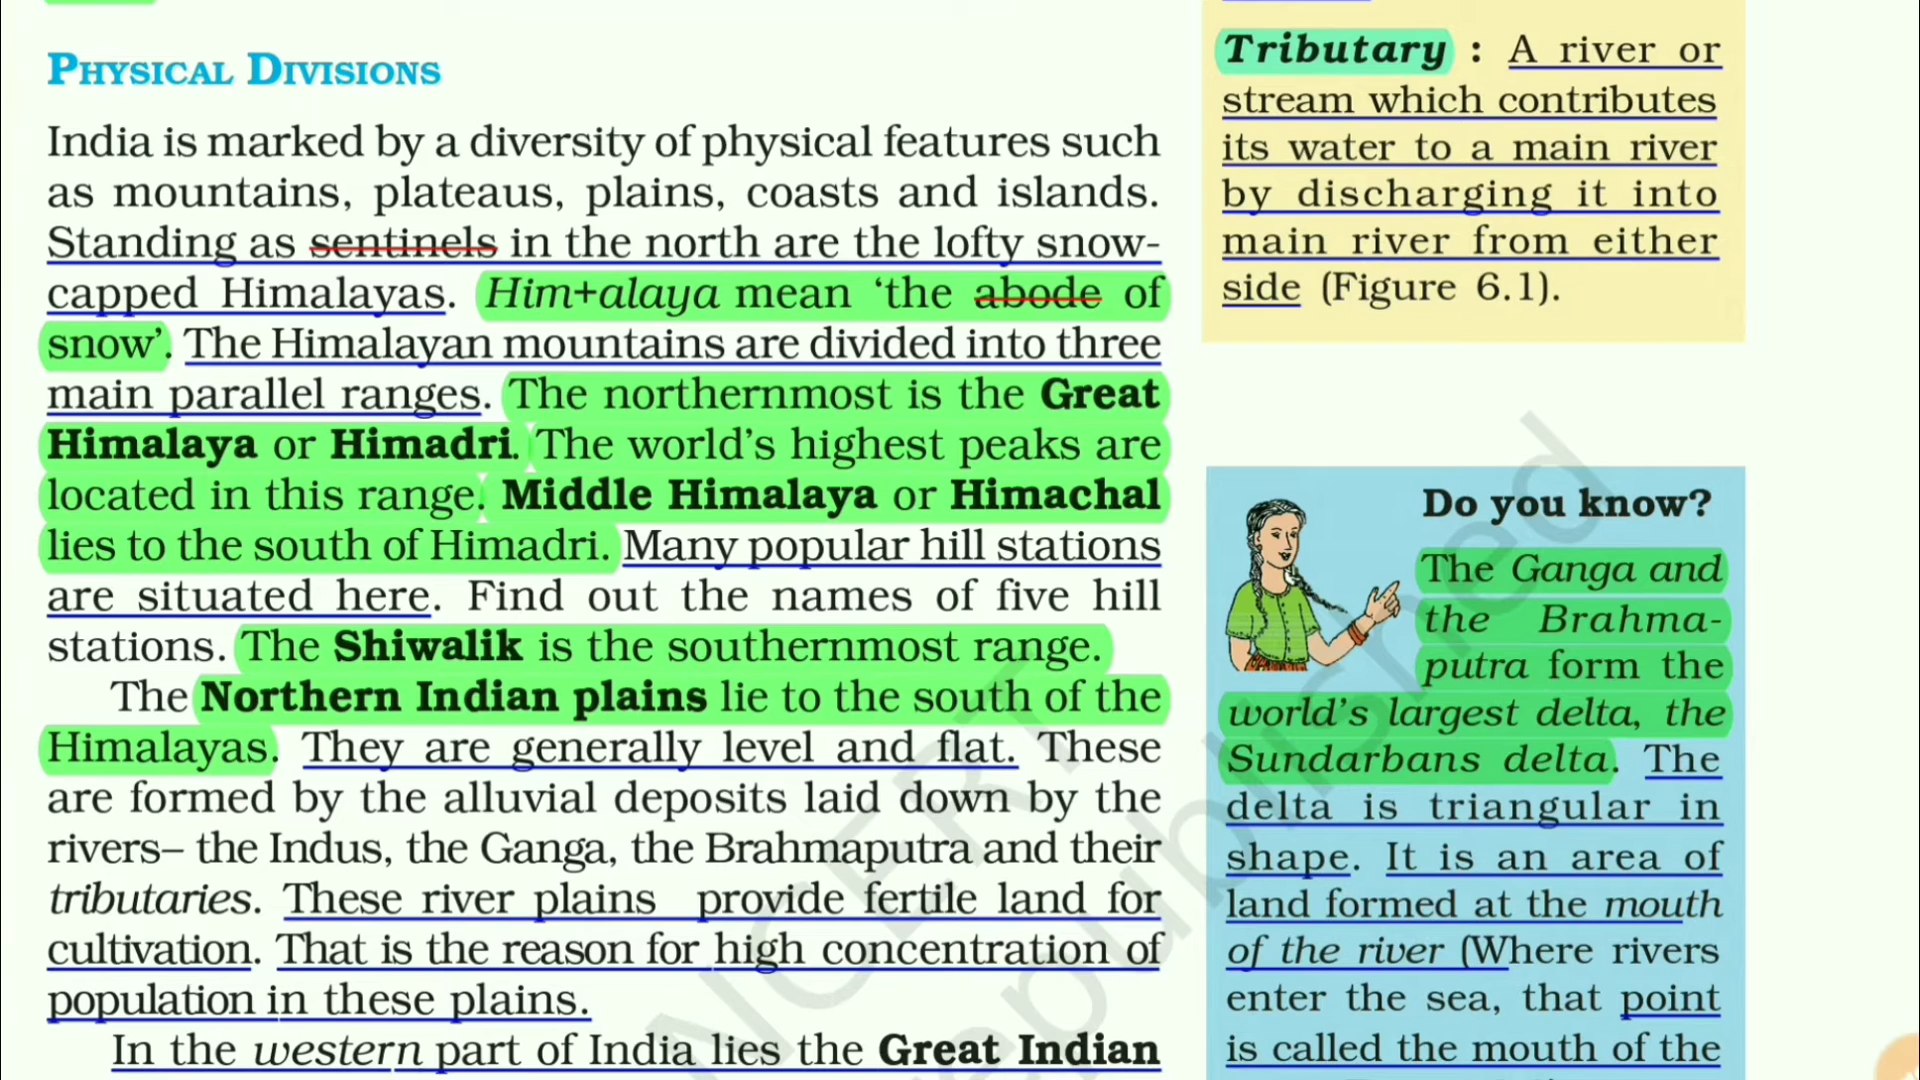 PHYSICAL DIVISIONS
India is marked by a diversity of physical features such
as mountains, plateaus, plains, coasts and islands.
Standing as sentinels in the north are the lofty snow-
capped Himalayas. Him+alaya mean ‘the abode of
snow’. The Himalayan mountains are divided into three
main parallel ranges. The northernmost is the Great
Himalaya or Himadri. The world’s highest peaks are
located in this range. Middle Himalaya or Himachal
lies to the south of Himadri. Many popular hill stations
are situated here. Find out the names of five hill
stations. The Shiwalik is the southernmost range.
The Northern Indian plains lie to the south of the
Himalayas. They are generally level and flat. These
are formed by the alluvial deposits laid down by the
rivers– the Indus, the Ganga, the Brahmaputra and their
tributaries. These river plains provide fertile land for
cultivation. That is the reason for high concentration of
population in these plains.
In the western part of India lies the Great Indian
Tributary : A river or
stream which contributes
its water to a main river
by discharging it into
main river from either
side (Figure 6.1).
Do you know?
The Ganga and
the Brahma-
putra form the
world’s largest delta, the
Sundarbans delta. The
delta is triangular in
shape. It is an area of
land formed at the mouth
of the river (Where rivers
enter the sea, that point
is called the mouth of the
NCERT
republished